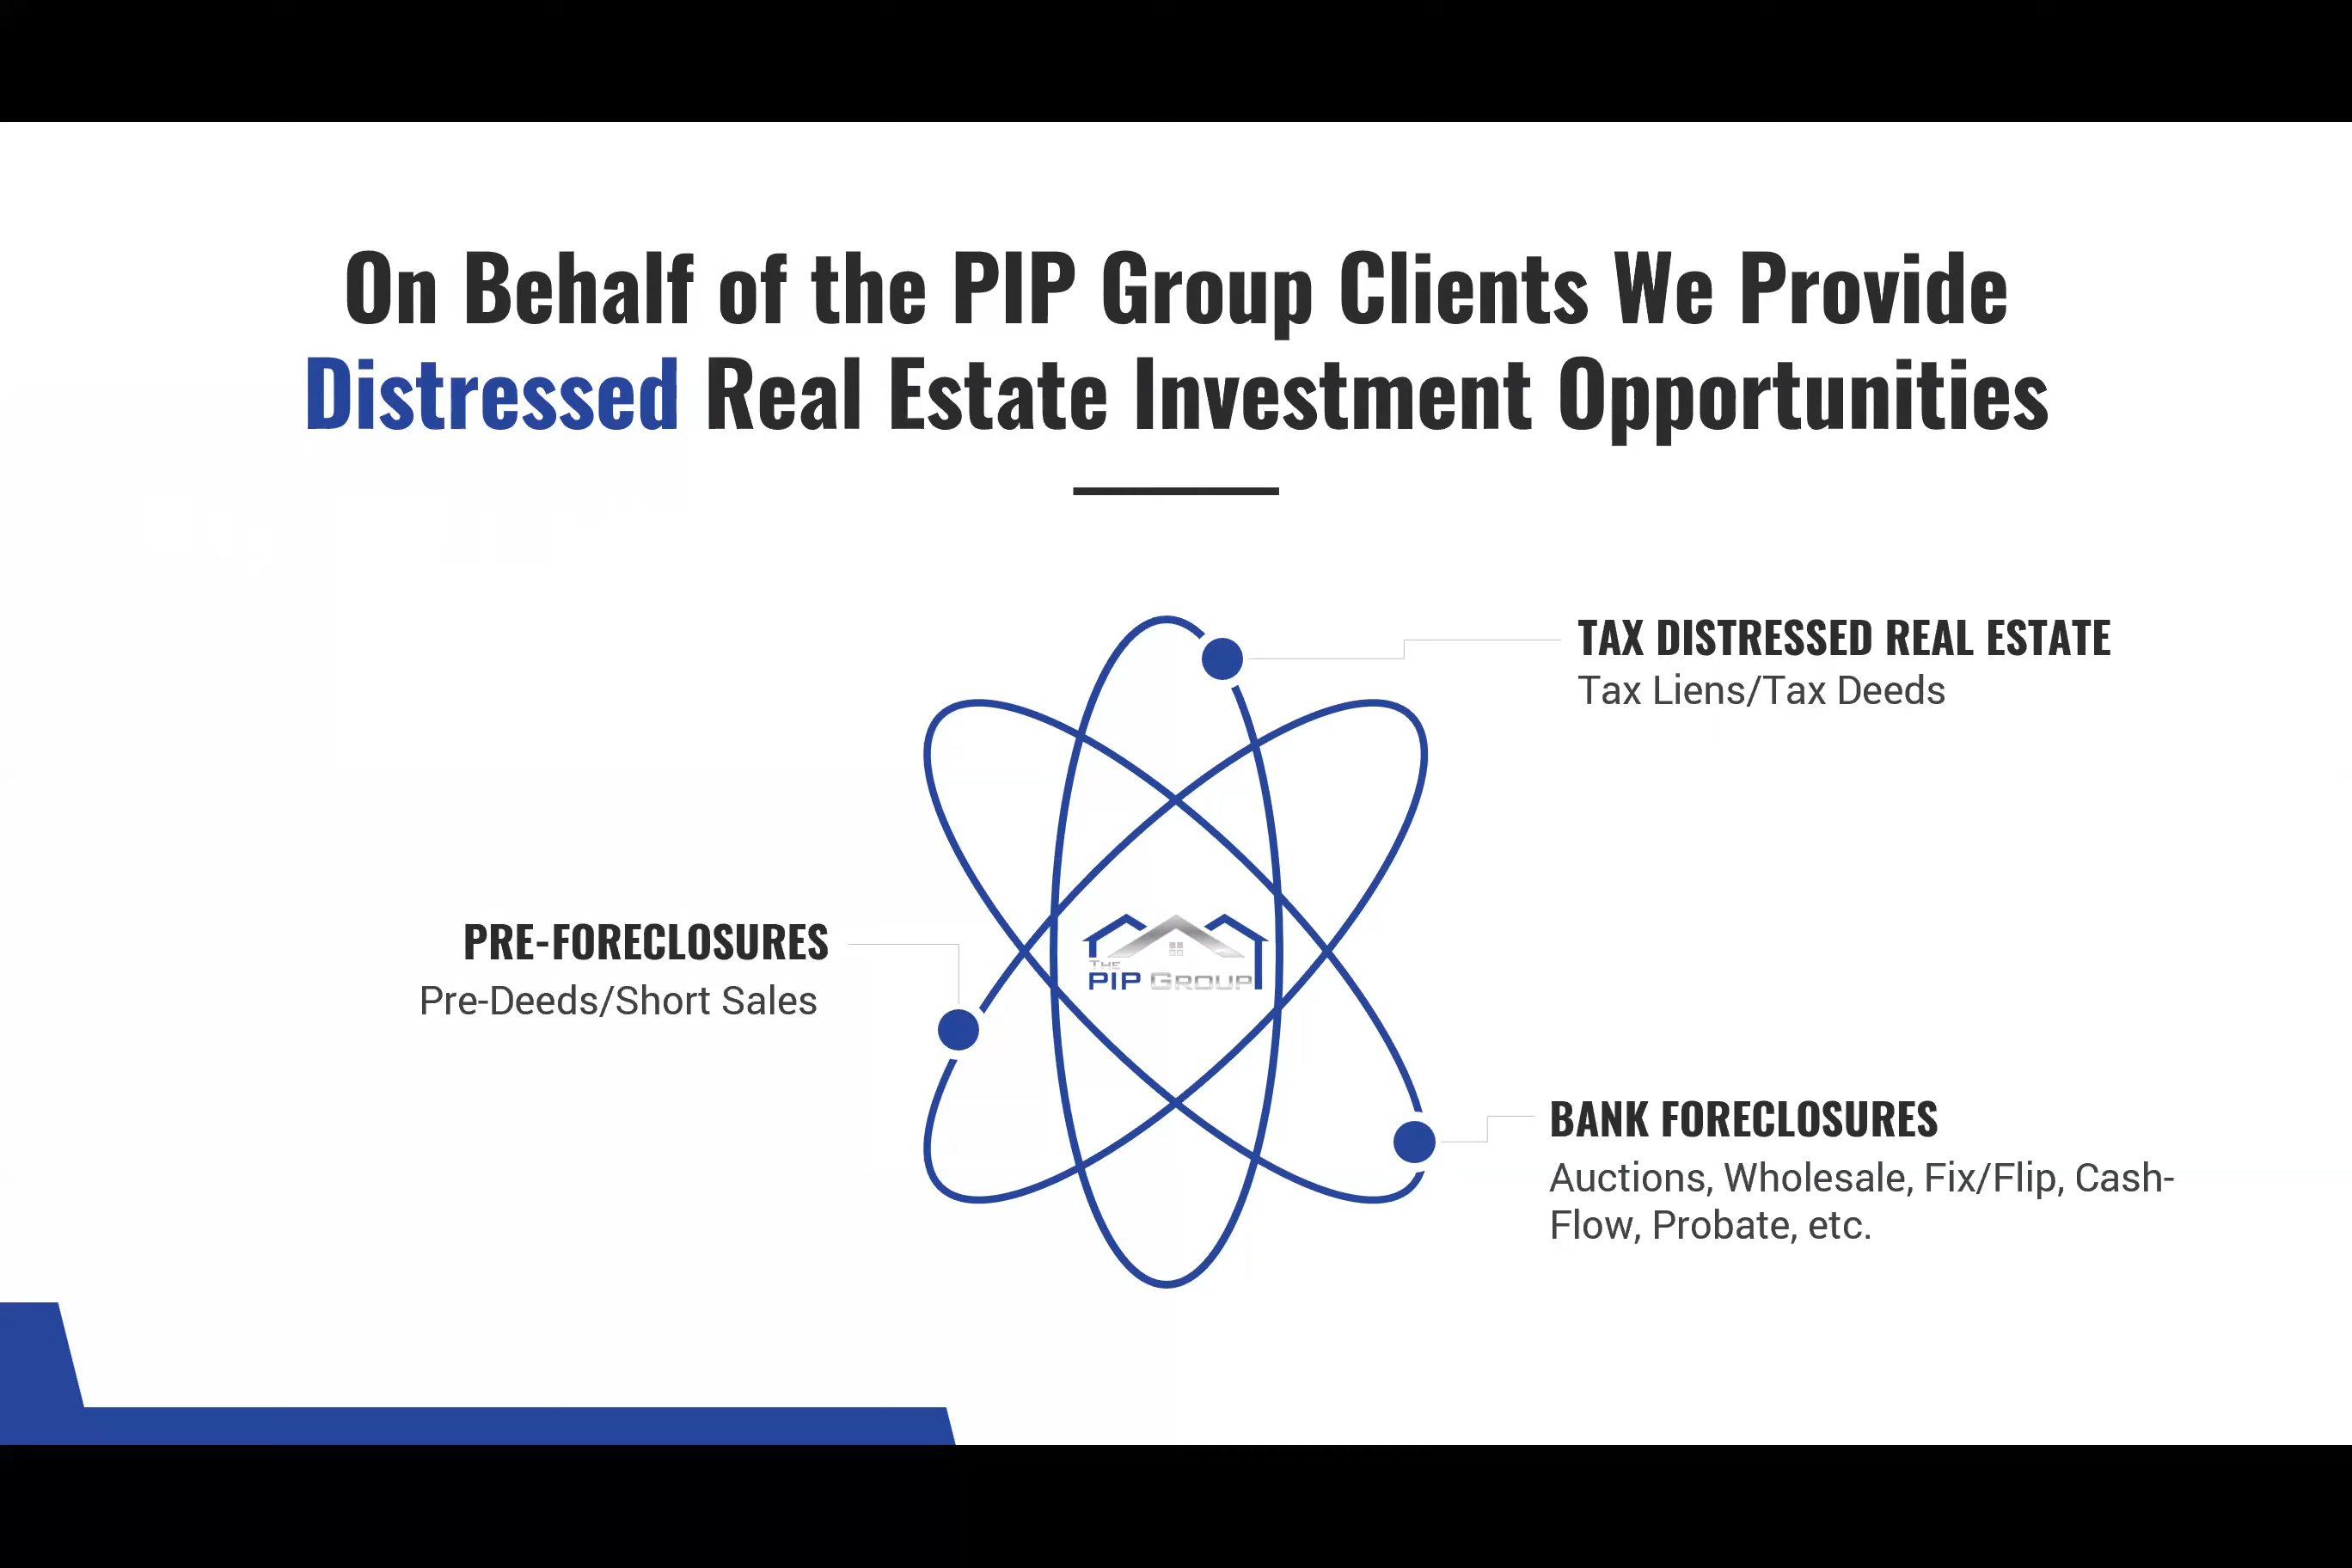 On Behalf of the PIP Group Clients We Provide
Distressed Real Estate Investment Opportunities
TAX DISTRESSED REAL ESTATE
Tax Liens/Tax Deeds
PRE-FORECLOSURES
Pre-Deeds/Short Sales
THE
PIP GROUP
BANK FORECLOSURES
Auctions, Wholesale, Fix/Flip, Cash-
Flow, Probate, etc.